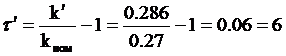 τ' = k' / k_ном − 1 = 0.286 / 0.27 − 1 = 0.06 = 6